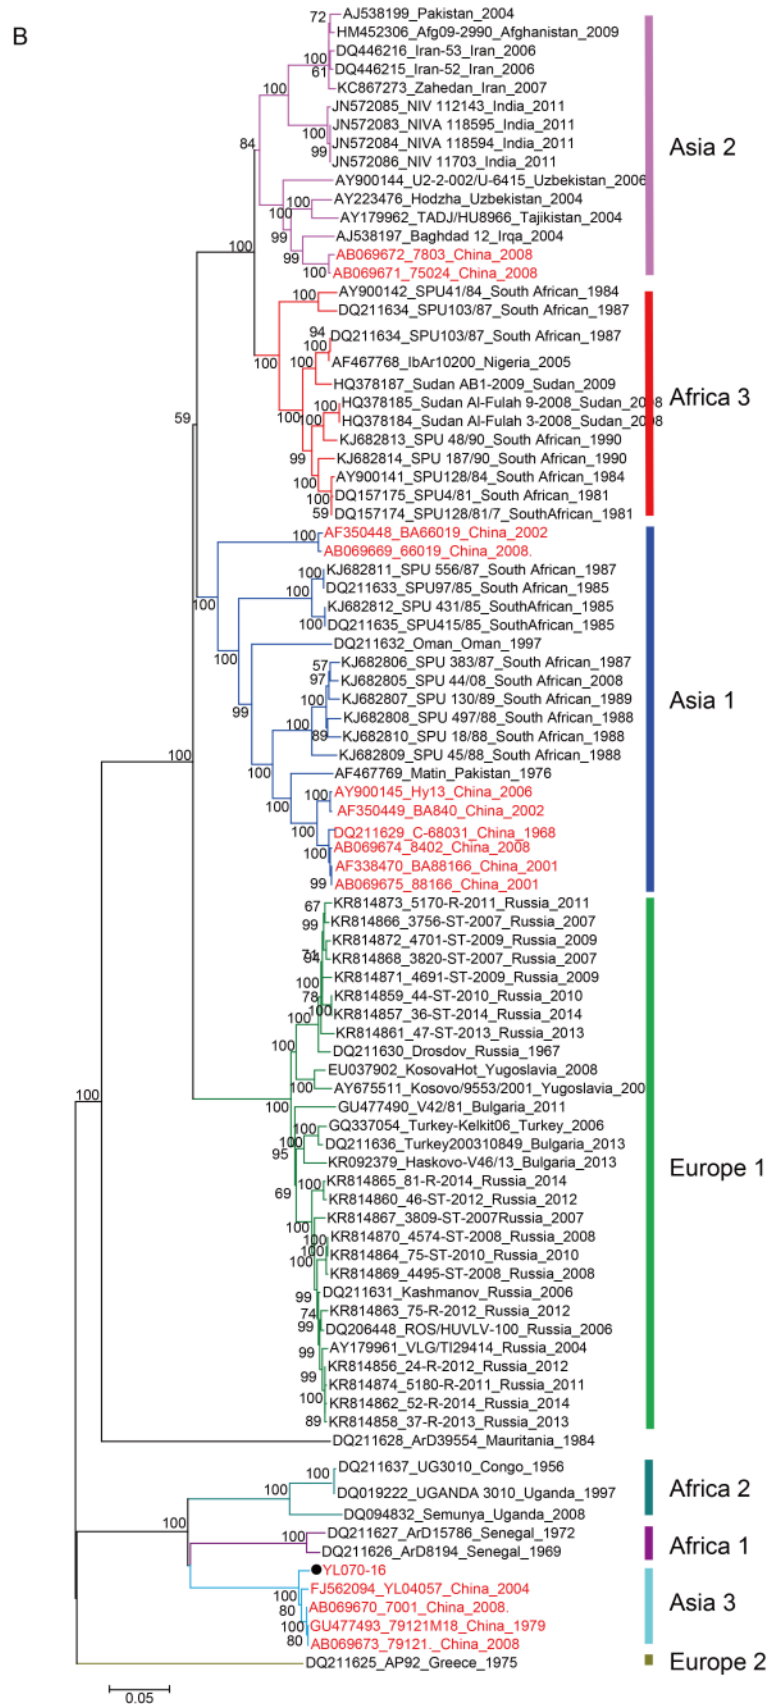 B
72
AJ538199_Pakistan_2004
HM452306_Afg09-2990_Afghanistan_2009
DQ446216_Iran-53_Iran_2006
100
DQ446215_Iran-52_Iran_2006
61
KC867273_Zahedan_Iran_2007
100
JN572085_NIV 112143_India_2011
JN572083_NIVA 118595_India_2011
100
JN572084_NIVA 118594_India_2011
84
99
Asia 2
JN572086_NIV 11703_India_2011
AY900144_U2-2-002/U-6415_Uzbekistan_2006
AY223476_Hodzha_Uzbekistan_2004
100
100
AY179962_TADJ/HU8966_Tajikistan_2004
99
AJ538197_Baghdad 12_Irqa_2004
100
99
AB069672_7803_China_2008
100
AB069671_75024_China_2008
100
AY900142_SPU41/84_South African_1984
DQ211634_SPU103/87_South African_1987
94
DQ211634_SPU103/87_South African_1987
100
100
100
AF467768_IbAr10200_Nigeria_2005
HQ378187_Sudan AB1-2009_Sudan_2009
Africa 3
100
HQ378185_Sudan Al-Fulah 9-2008_Sudan_2008
59
100
100
HQ378184_Sudan Al-Fulah 3-2008_Sudan_2008
KJ682813_SPU 48/90_South African_1990
99
KJ682814_SPU 187/90_South African_1990
100
AY900141_SPU128/84_South African_1984
100
DQ157175_SPU4/81_South African_1981
59
DQ157174_SPU128/81/7_SouthAfrican_1981
100
AF350448_BA66019_China_2002
AB069669_66019_China_2008.
100
KJ682811_SPU 556/87_South African_1987
100
DQ211633_SPU97/85_South African_1985
100
KJ682812_SPU 431/85_SouthAfrican_1985
100
DQ211635_SPU415/85_SouthAfrican_1985
DQ211632_Oman_Oman_1997
100
57
KJ682806_SPU 383/87_South African_1987
97
KJ682805_SPU 44/08_South African_2008
100
KJ682807_SPU 130/89_South African_1989
Asia 1
99
KJ682808_SPU 497/88_South African_1988
100
89
KJ682810_SPU 18/88_South African_1988
100
KJ682809_SPU 45/88_South African_1988
100
AF467769_Matin_Pakistan_1976
100
AY900145_Hy13_China_2006
100
AF350449_BA840_China_2002
100
DQ211629_C-68031_China_1968
AB069674_8402_China_2008
100
AF338470_BA88166_China_2001
99
AB069675_88166_China_2001
67
KR814873_5170-R-2011_Russia_2011
99
KR814866_3756-ST-2007_Russia_2007
KR814872_4701-ST-2009_Russia_2009
94
KR814868_3820-ST-2007_Russia_2007
100
KR814871_4691-ST-2009_Russia_2009
78
KR814859_44-ST-2010_Russia_2010
100
100
KR814857_36-ST-2014_Russia_2014
KR814861_47-ST-2013_Russia_2013
100
DQ211630_Drosdov_Russia_1967
EU037902_KosovaHot_Yugoslavia_2008
100
100
AY675511_Kosovo/9553/2001_Yugoslavia_200
100
GU477490_V42/81_Bulgaria_2011
100
GQ337054_Turkey-Kelkit06_Turkey_2006
100
DQ211636_Turkey200310849_Bulgaria_2013
95
KR092379_Haskovo-V46/13_Bulgaria_2013
Europe 1
69
100
KR814865_81-R-2014_Russia_2014
KR814860_46-ST-2012_Russia_2012
100
KR814867_3809-ST-2007Russia_2007
100
KR814870_4574-ST-2008_Russia_2008
100
KR814864_75-ST-2010_Russia_2010
100
KR814869_4495-ST-2008_Russia_2008
99
DQ211631_Kashmanov_Russia_2006
74
KR814863_75-R-2012_Russia_2012
99
DQ206448_ROS/HUVLV-100_Russia_2006
99
AY179961_VLG/TI29414_Russia_2004
KR814856_24-R-2012_Russia_2012
99
KR814874_5180-R-2011_Russia_2011
100
KR814862_52-R-2014_Russia_2014
89
KR814858_37-R-2013_Russia_2013
DQ211628_ArD39554_Mauritania_1984
100
DQ211637_UG3010_Congo_1956
100
DQ019222_UGANDA 3010_Uganda_1997
Africa 2
DQ094832_Semunya_Uganda_2008
100
100
DQ211627_ArD15786_Senegal_1972
Africa 1
DQ211626_ArD8194_Senegal_1969
YL070-16
100
FJ562094_YL04057_China_2004
80
AB069670_7001_China_2008.
Asia 3
100
GU477493_79121M18_China_1979
80
AB069673_79121._China_2008
DQ211625_AP92_Greece_1975
Europe 2
0.05